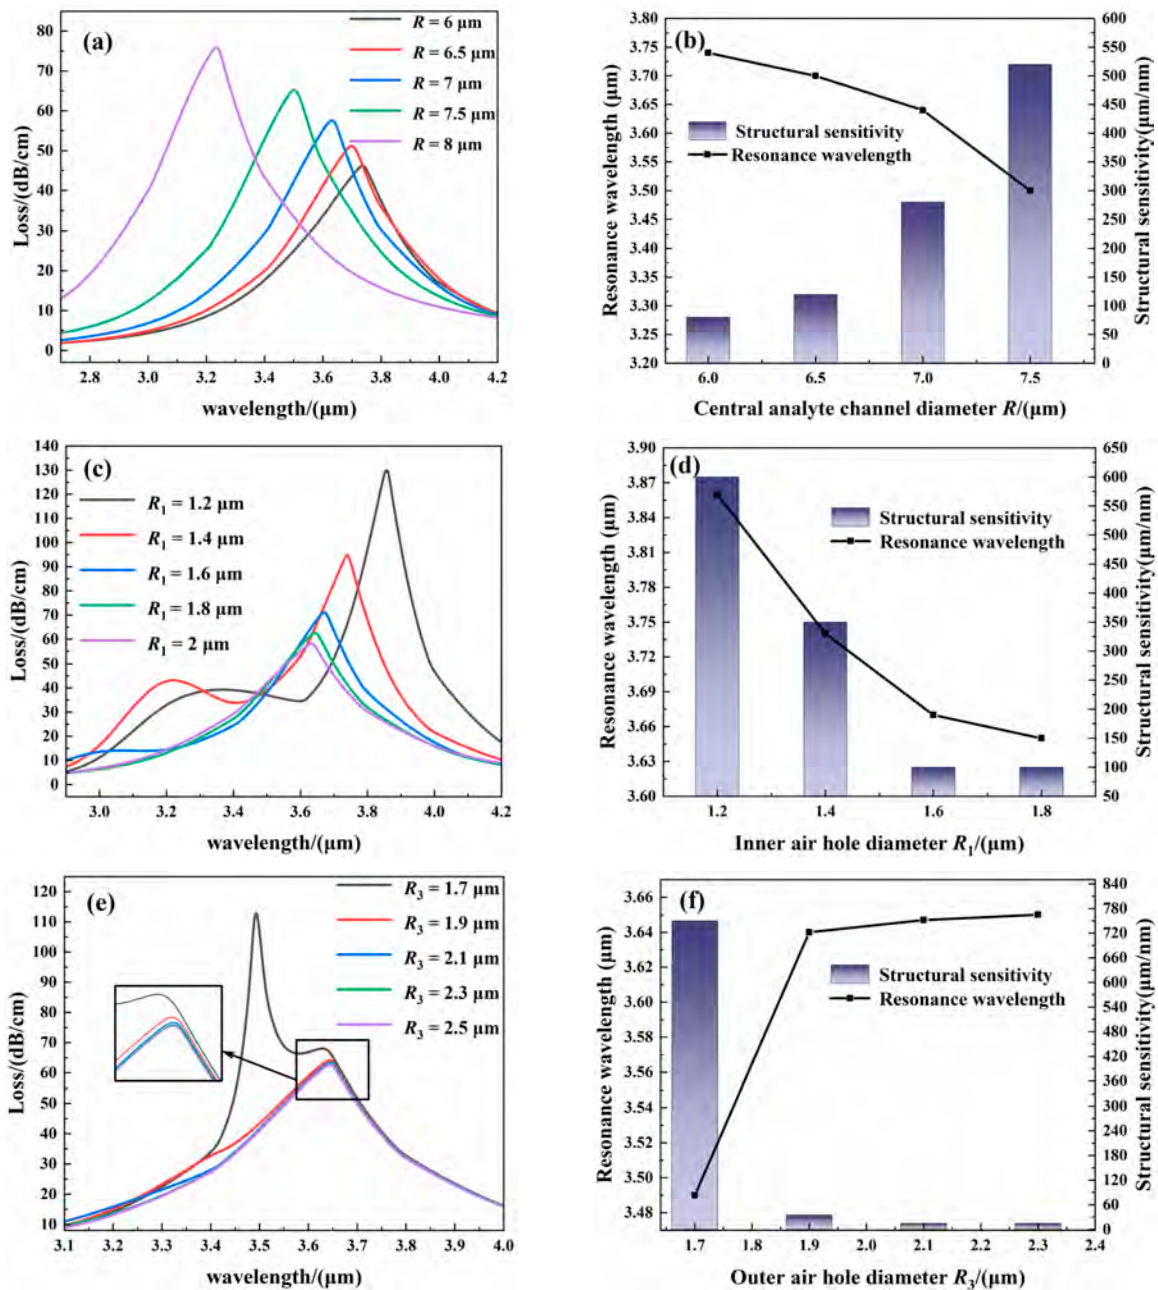 (a)
R = 6 μm
R = 6.5 μm
R = 7 μm
R = 7.5 μm
R = 8 μm
Loss/(dB/cm)
85
80
70
60
50
40
30
20
10
0
2.8 3.0 3.2 3.4 3.6 3.8 4.0 4.2
wavelength/(μm)
(b)
Structural sensitivity
Resonance wavelength
Resonance wavelength (μm)
3.80
3.75
3.70
3.65
3.60
3.55
3.50
3.45
3.40
3.35
3.30
3.25
3.20
Structural sensitivity(μm/nm)
600
550
500
450
400
350
300
250
200
150
100
50
0
6.0 6.5 7.0 7.5
Central analyte channel diameter R/(μm)
(c)
R1 = 1.2 μm
R1 = 1.4 μm
R1 = 1.6 μm
R1 = 1.8 μm
R1 = 2 μm
Loss/(dB/cm)
140
130
120
110
100
90
80
70
60
50
40
30
20
10
0
3.0 3.2 3.4 3.6 3.8 4.0 4.2
wavelength/(μm)
(d)
Structural sensitivity
Resonance wavelength
Resonance wavelength (μm)
3.90
3.87
3.84
3.81
3.78
3.75
3.72
3.69
3.66
3.63
3.60
Structural sensitivity(μm/nm)
650
600
550
500
450
400
350
300
250
200
150
100
50
1.2 1.4 1.6 1.8
Inner air hole diameter R1/(μm)
(e)
R3 = 1.7 μm
R3 = 1.9 μm
R3 = 2.1 μm
R3 = 2.3 μm
R3 = 2.5 μm
Loss/(dB/cm)
120
110
100
90
80
70
60
50
40
30
20
10
3.1 3.2 3.3 3.4 3.5 3.6 3.7 3.8 3.9 4.0
wavelength/(μm)
(f)
Structural sensitivity
Resonance wavelength
Resonance wavelength (μm)
3.66
3.64
3.62
3.60
3.58
3.56
3.54
3.52
3.50
3.48
Structural sensitivity(μm/nm)
840
780
720
660
600
540
480
420
360
300
240
180
120
60
0
1.7 1.8 1.9 2.0 2.1 2.2 2.3 2.4
Outer air hole diameter R3/(μm)